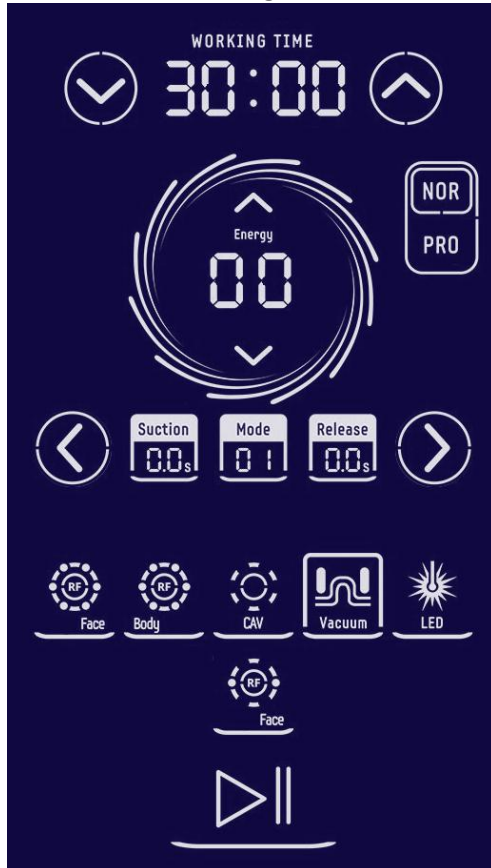 WORKING TIME
30:00
NOR
PRO
Energy
00
Suction
0.0s
Mode
01
Release
0.0s
RF
Face
RF
Body
CAV
Vacuum
LED
RF
Face